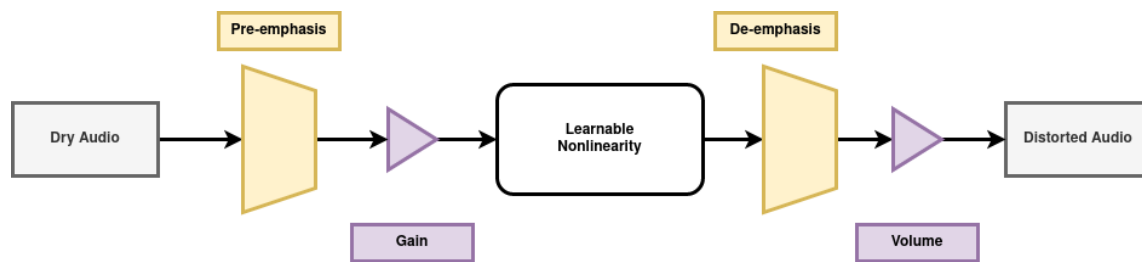 Pre-emphasis
De-emphasis
Dry Audio
Learnable
Nonlinearity
Distorted Audio
Gain
Volume